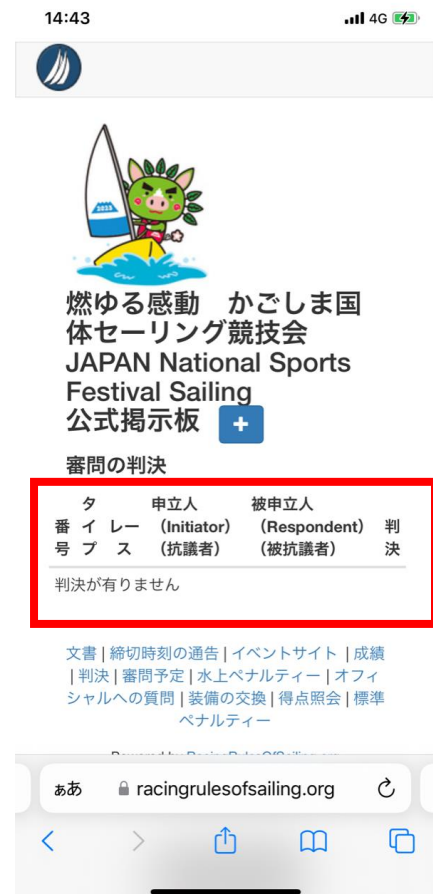 14:43
4G
燃ゆる感動　かごしま国
体セーリング競技会
JAPAN National Sports
Festival Sailing
公式掲示板 +
審問の判決
タ 申立人 被申立人
番 イ レー （Initiator） （Respondent） 判
号 プ ス （抗議者） （被抗議者） 決
判決が有りません
文書 | 締切時刻の通告 | イベントサイト | 成績
| 判決 | 審問予定 | 水上ペナルティー | オフィ
シャルへの質問 | 装備の交換 | 得点照会 | 標準
ペナルティー
Powered by RacingRulesOfSailing.org
ぁあ racingrulesofsailing.org